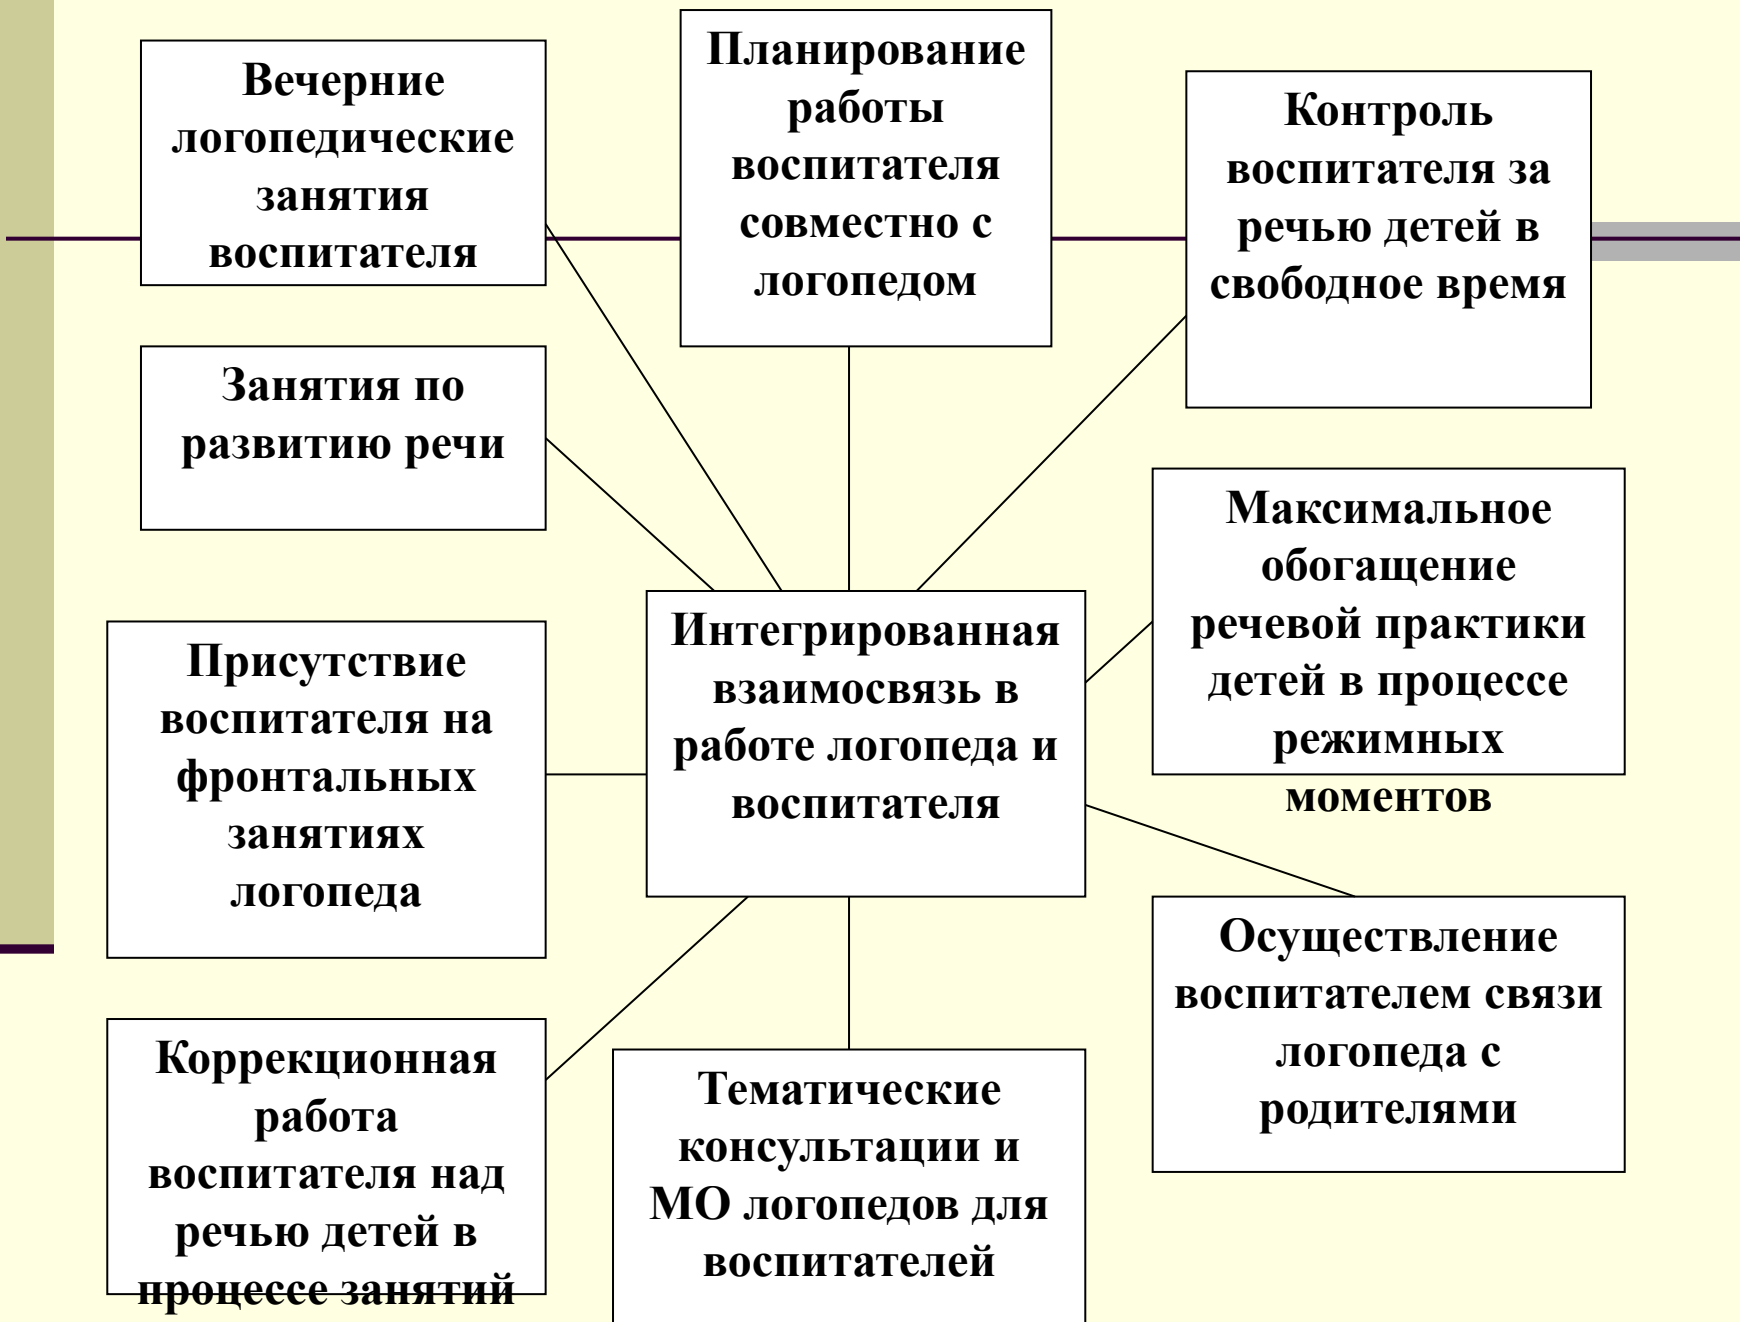 Вечерние
логопедические
занятия
воспитателя
Планирование
работы
воспитателя
совместно с
логопедом
Контроль
воспитателя за
речью детей в
свободное время
Занятия по
развитию речи
Максимальное
обогащение
речевой практики
детей в процессе
режимных
моментов
Присутствие
воспитателя на
фронтальных
занятиях
логопеда
Интегрированная
взаимосвязь в
работе логопеда и
воспитателя
Осуществление
воспитателем связи
логопеда с
родителями
Коррекционная
работа
воспитателя над
речью детей в
процессе занятий
Тематические
консультации и
МО логопедов для
воспитателей